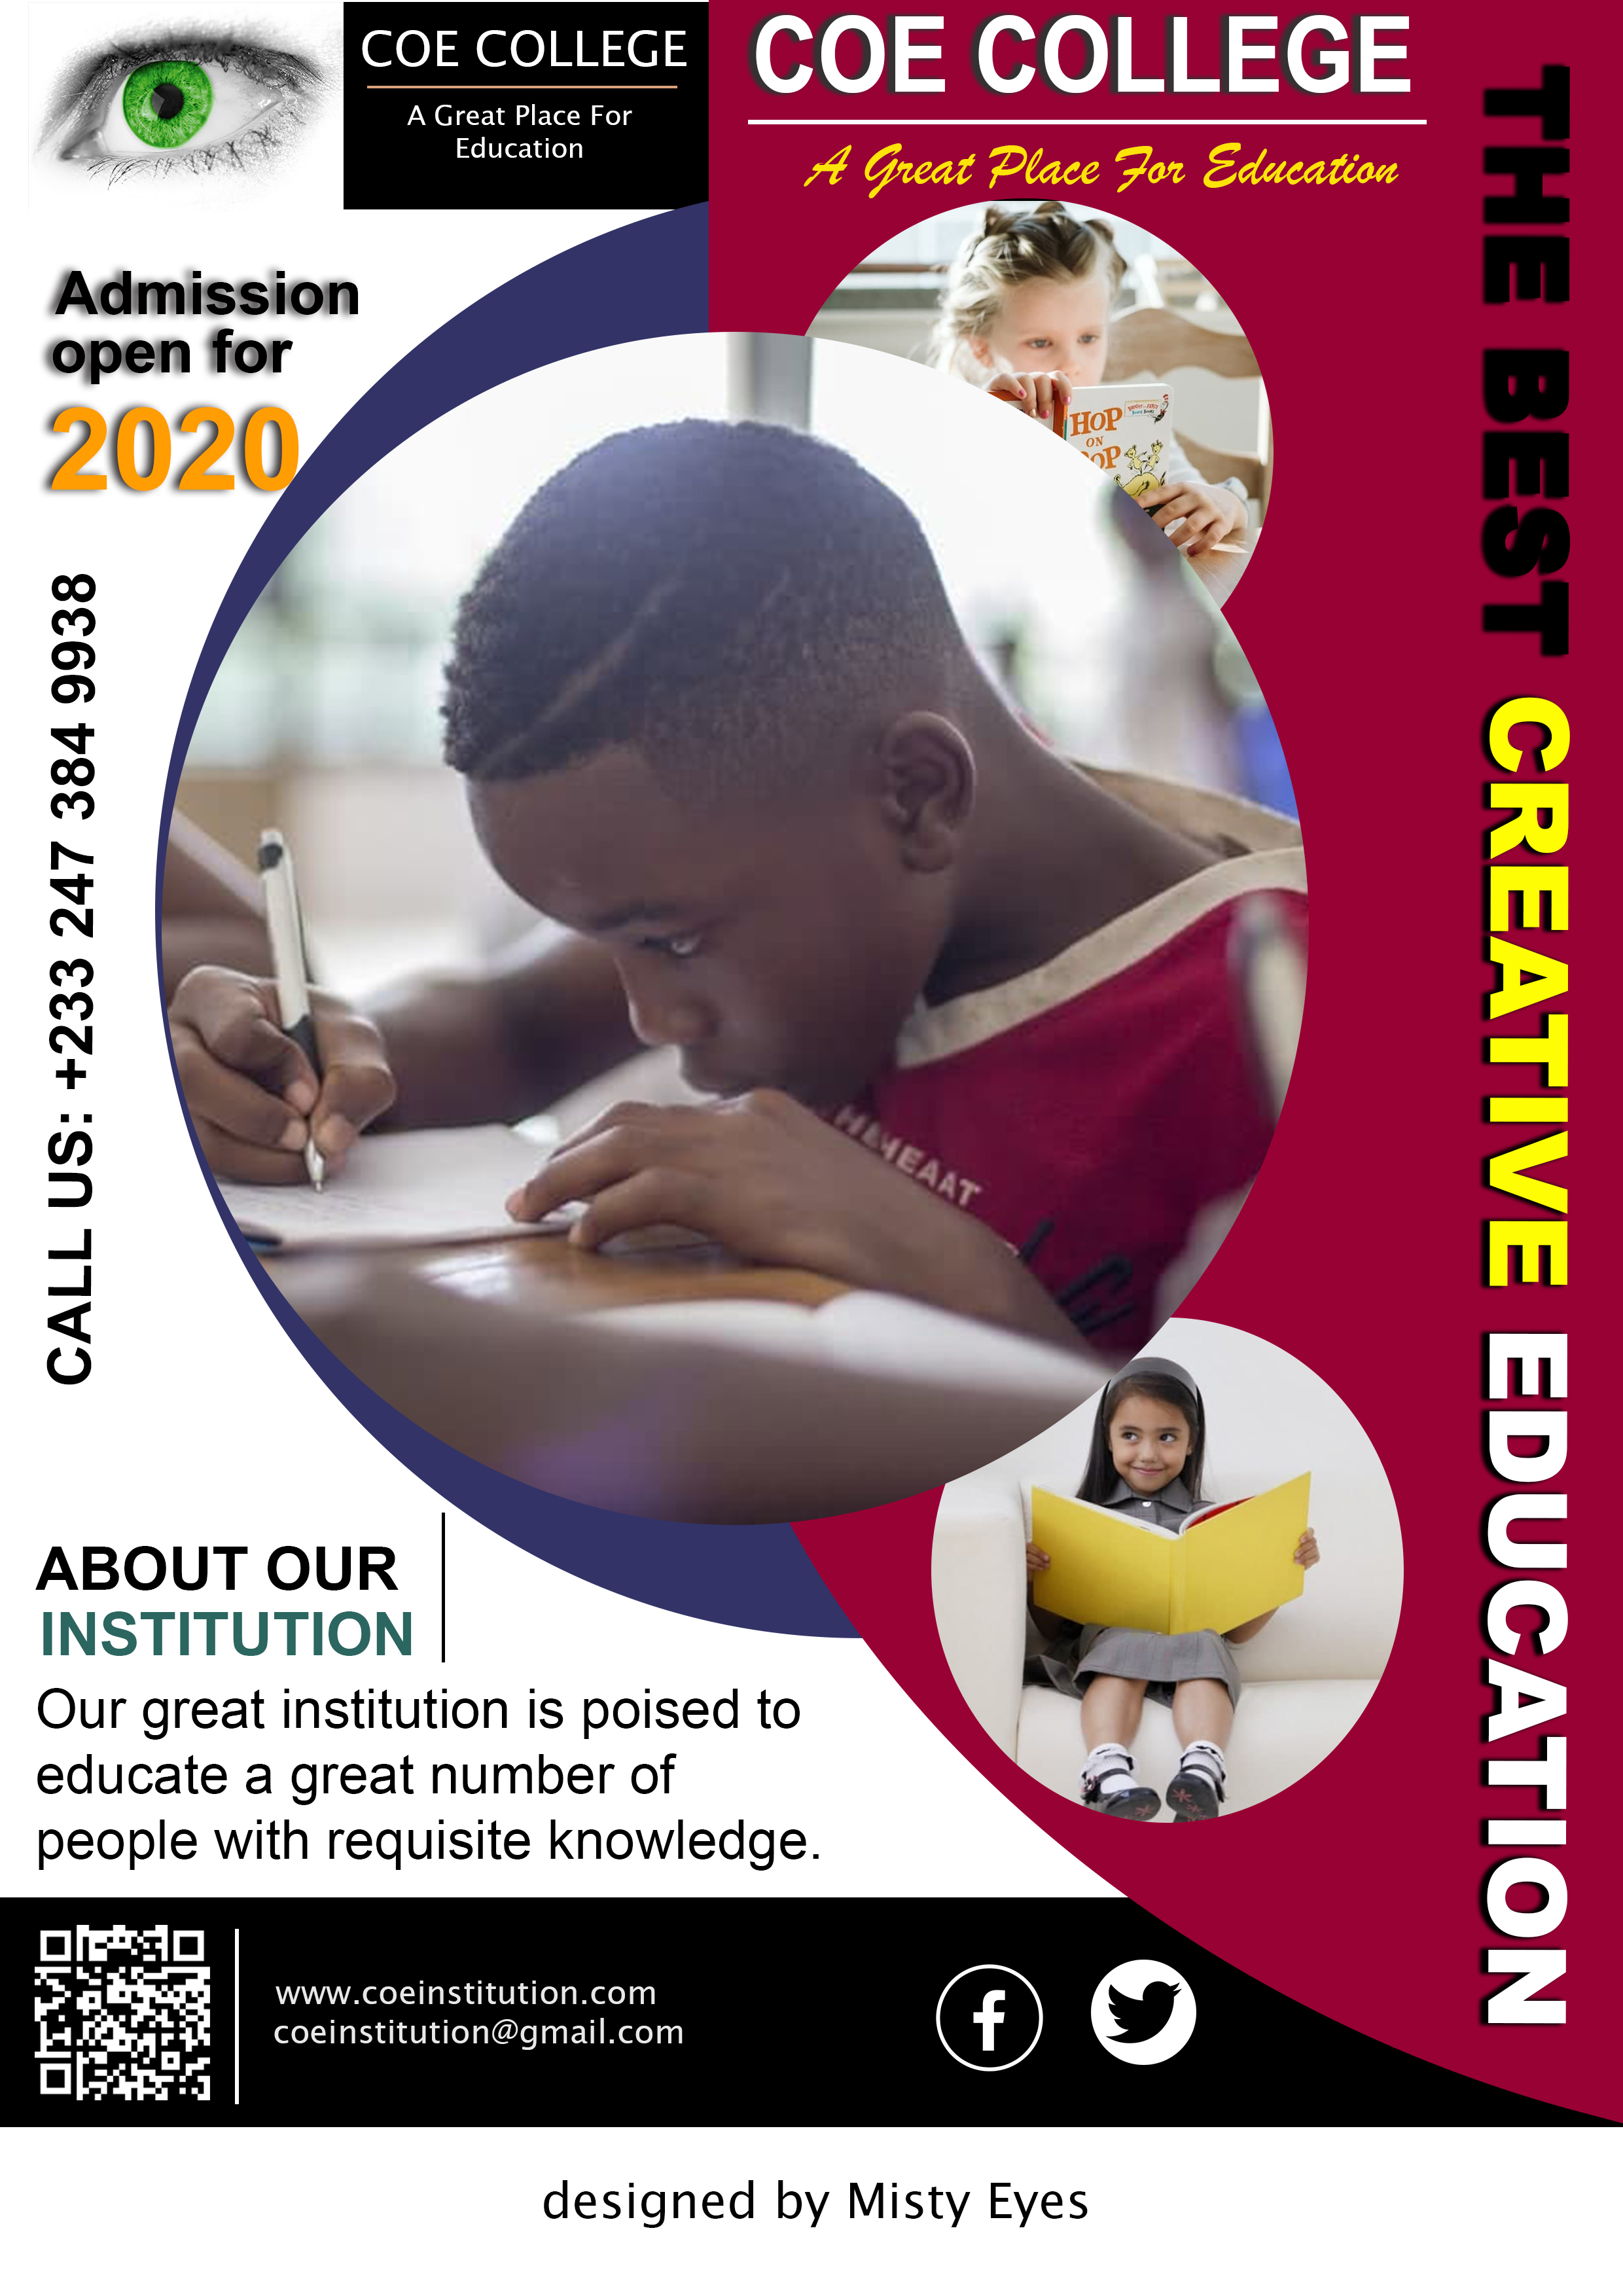 COE COLLEGE
A Great Place For
Education
COE COLLEGE
A Great Place For Education
THE BEST CREATIVE EDUCATION
Admission
open for
2020
HOP
ON
POP
CALL US: +233 247 384 9938
HEHEAAT
ABOUT OUR
INSTITUTION
Our great institution is poised to
educate a great number of
people with requisite knowledge.
www.coeinstitution.com
coeinstitution@gmail.com
designed by Misty Eyes